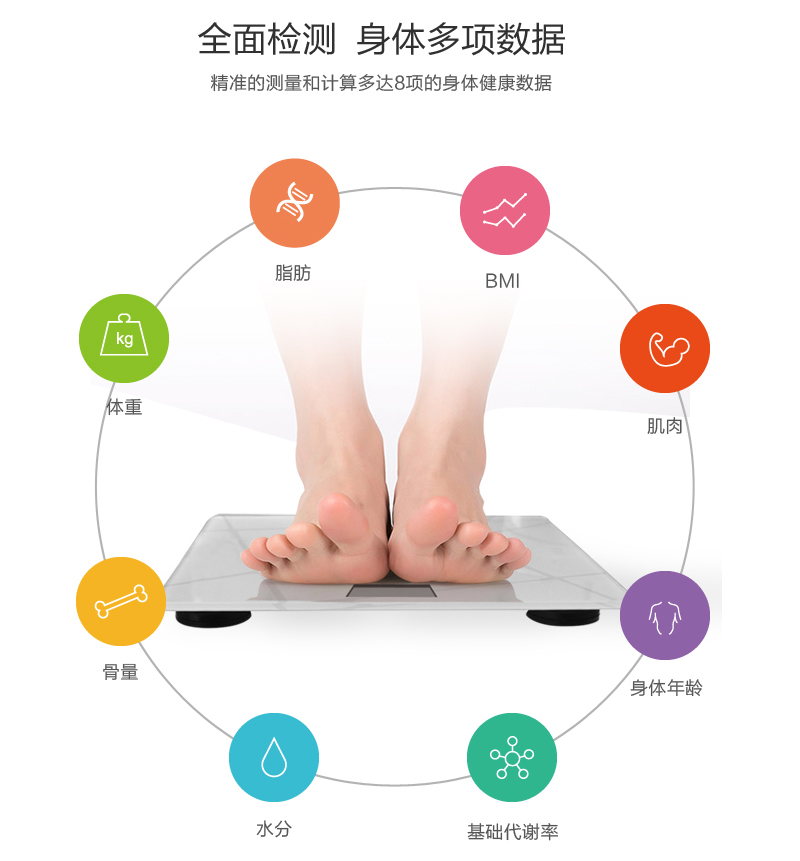 全面检测 身体多项数据
精准的测量和计算多达8项的身体健康数据
脂肪
BMI
kg
体重
肌肉
骨量
身体年龄
水分
基础代谢率